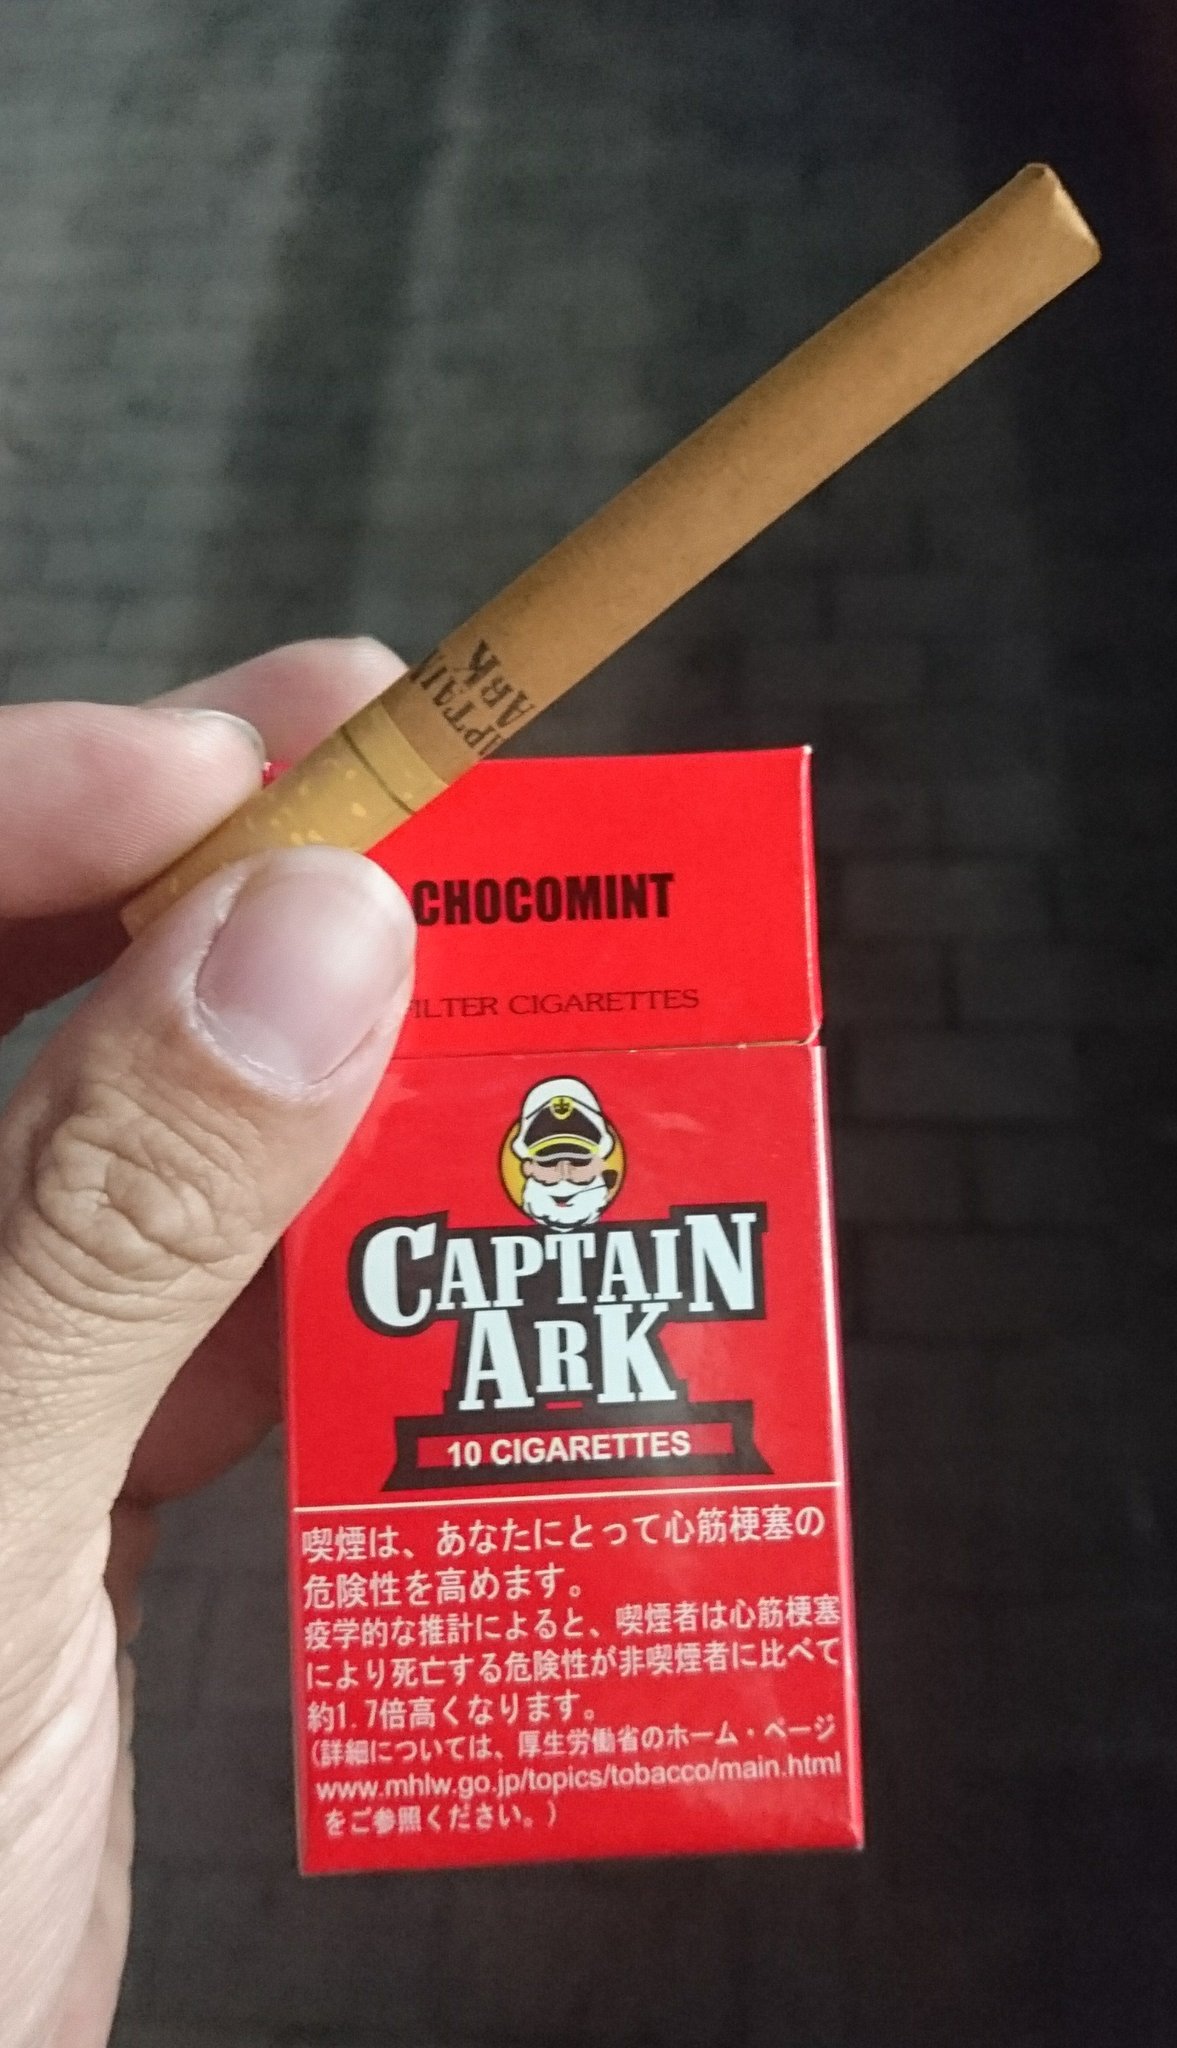 ARK
CHOCOMINT
FILTER CIGARETTES
CAPTAIN
ARK
10 CIGARETTES
喫煙は、あなたにとって心筋梗塞の
危険性を高めます。
疫学的な推計によると、喫煙者は心筋梗塞
により死亡する危険性が非喫煙者に比べて
約1.7倍高くなります。
(詳細については、厚生労働省のホーム・ページ
www.mhlw.go.jp/topics/tobacco/main.html
をご参照ください。)